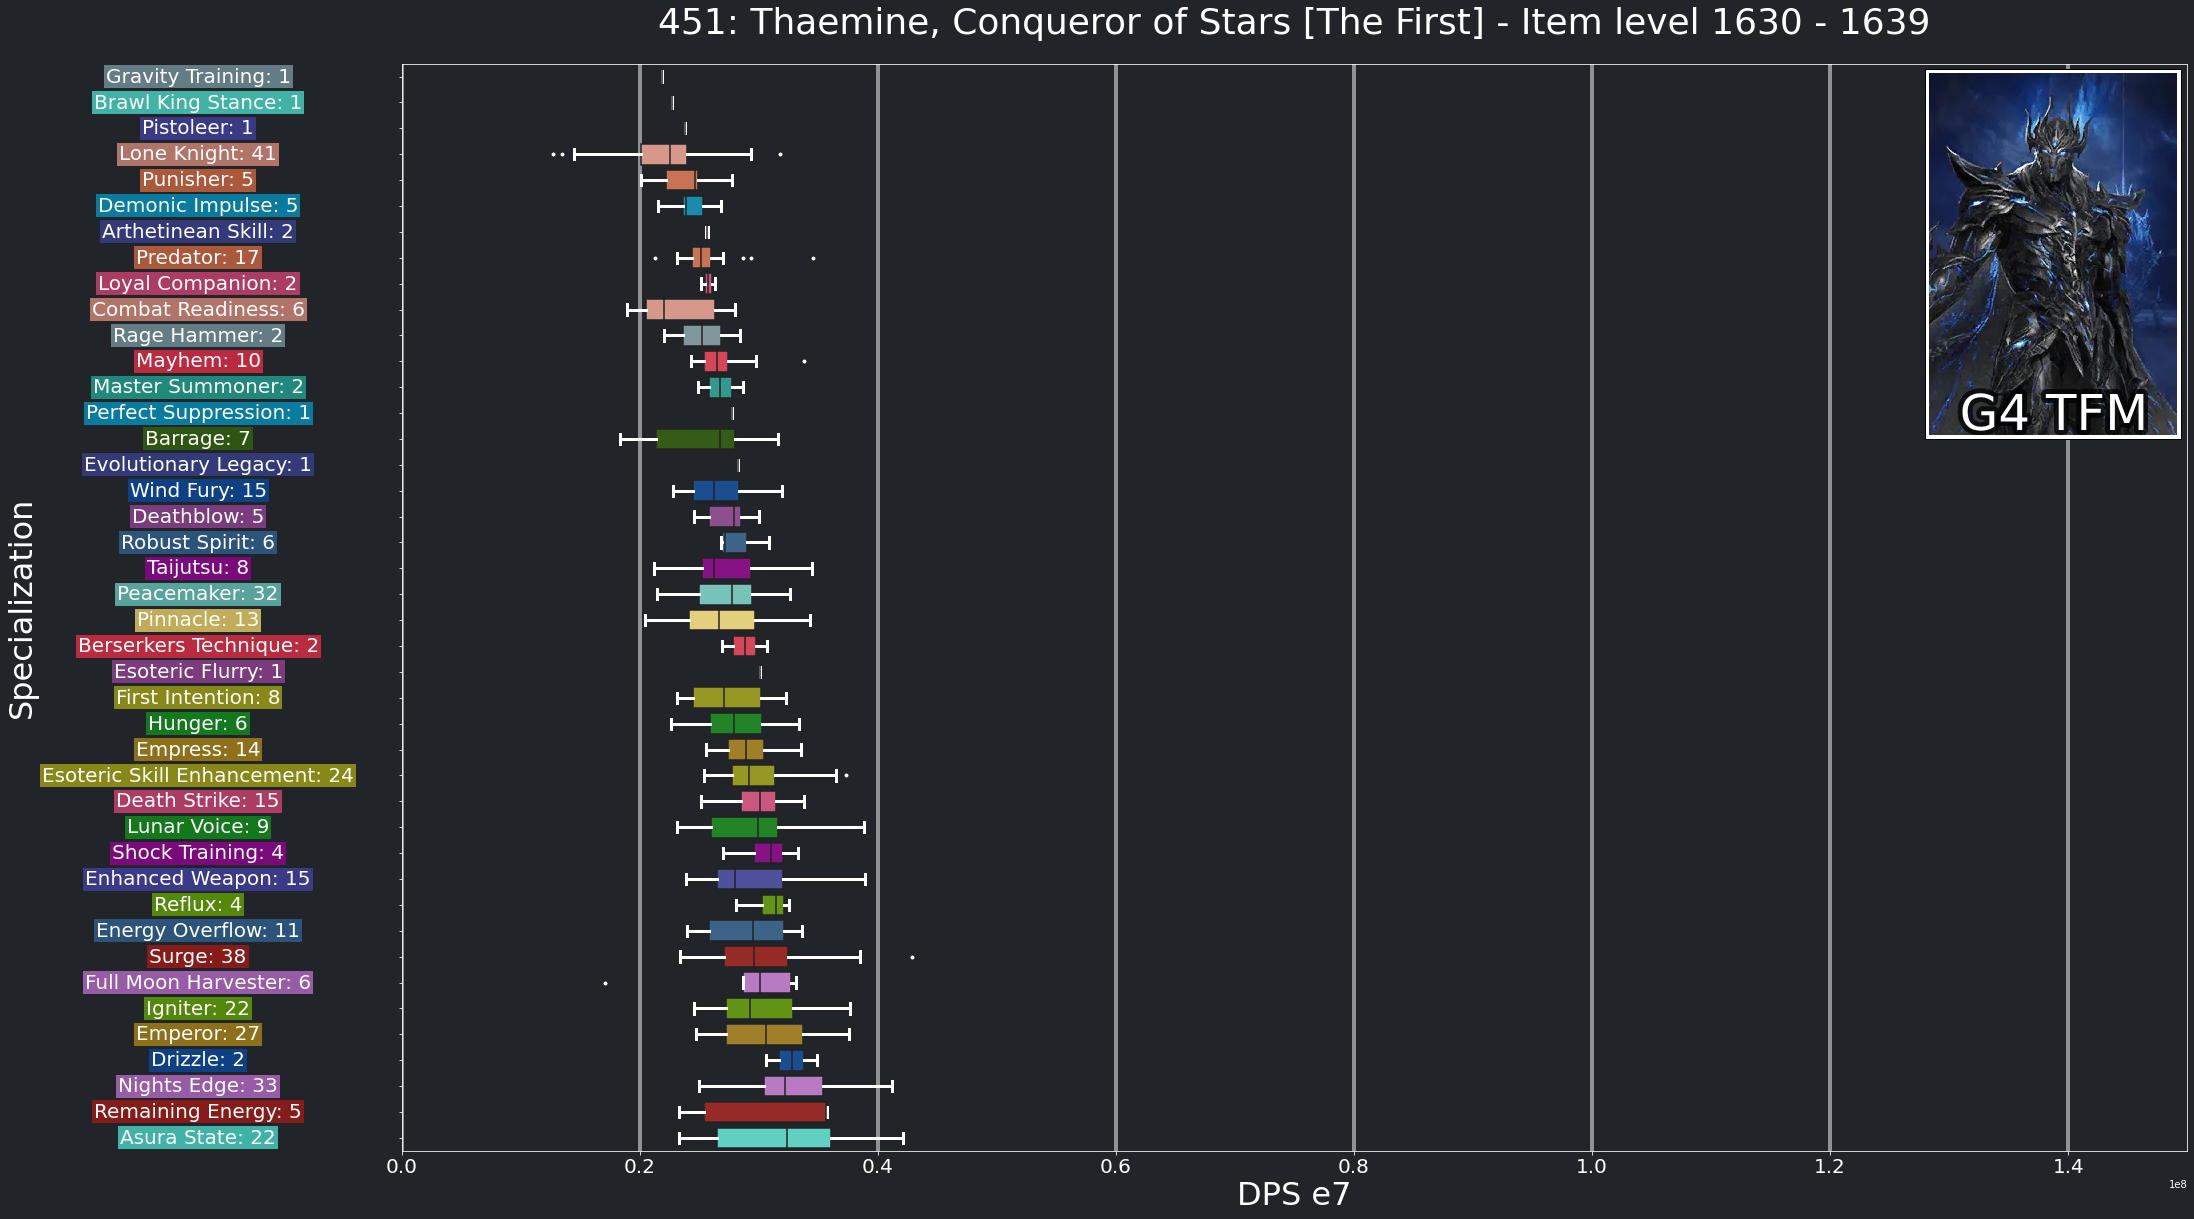 451: Thaemine, Conqueror of Stars [The First] - Item level 1630 - 1639
Gravity Training: 1
Brawl King Stance: 1
Pistoleer: 1
Lone Knight: 41
Punisher: 5
Demonic Impulse: 5
Arthetinean Skill: 2
Predator: 17
Loyal Companion: 2
Combat Readiness: 6
Rage Hammer: 2
Mayhem: 10
Master Summoner: 2
Perfect Suppression: 1
Barrage: 7
Evolutionary Legacy: 1
Wind Fury: 15
Deathblow: 5
Robust Spirit: 6
Taijutsu: 8
Peacemaker: 32
Pinnacle: 13
Berserkers Technique: 2
Esoteric Flurry: 1
First Intention: 8
Hunger: 6
Empress: 14
Esoteric Skill Enhancement: 24
Death Strike: 15
Lunar Voice: 9
Shock Training: 4
Enhanced Weapon: 15
Reflux: 4
Energy Overflow: 11
Surge: 38
Full Moon Harvester: 6
Igniter: 22
Emperor: 27
Drizzle: 2
Nights Edge: 33
Remaining Energy: 5
Asura State: 22
Specialization
G4 TFM
0.0 0.2 0.4 0.6 0.8 1.0 1.2 1.4
DPS e7
1e8